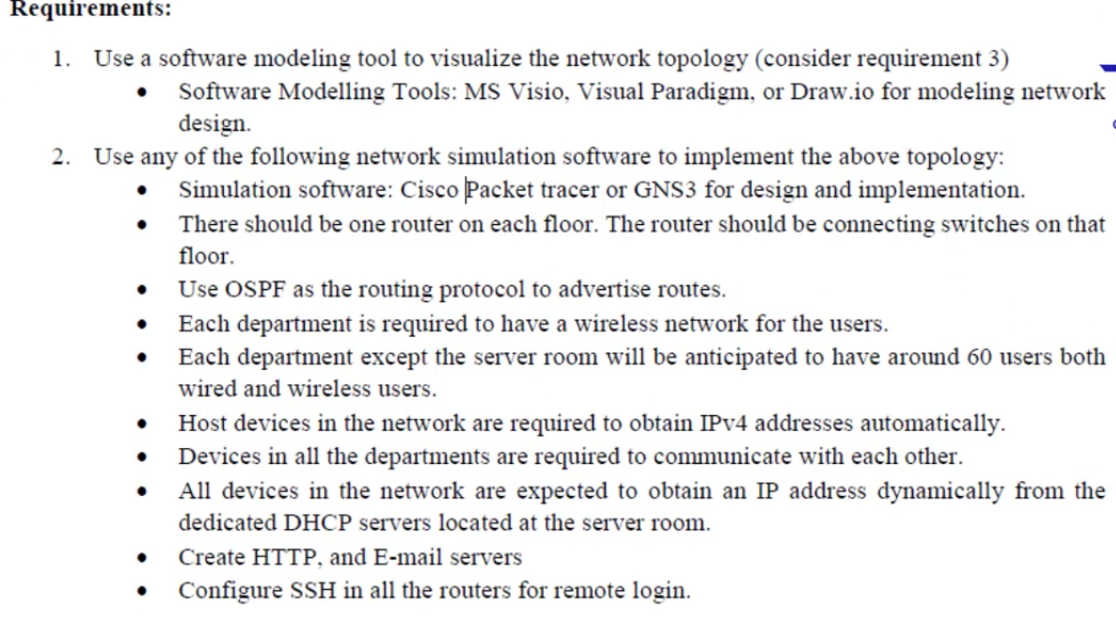 Requirements:
1. Use a software modeling tool to visualize the network topology (consider requirement 3)
• Software Modelling Tools: MS Visio, Visual Paradigm, or Draw.io for modeling network
design.
2. Use any of the following network simulation software to implement the above topology:
• Simulation software: Cisco Packet tracer or GNS3 for design and implementation.
• There should be one router on each floor. The router should be connecting switches on that
floor.
• Use OSPF as the routing protocol to advertise routes.
• Each department is required to have a wireless network for the users.
• Each department except the server room will be anticipated to have around 60 users both
wired and wireless users.
• Host devices in the network are required to obtain IPv4 addresses automatically.
• Devices in all the departments are required to communicate with each other.
• All devices in the network are expected to obtain an IP address dynamically from the
dedicated DHCP servers located at the server room.
• Create HTTP, and E-mail servers
• Configure SSH in all the routers for remote login.